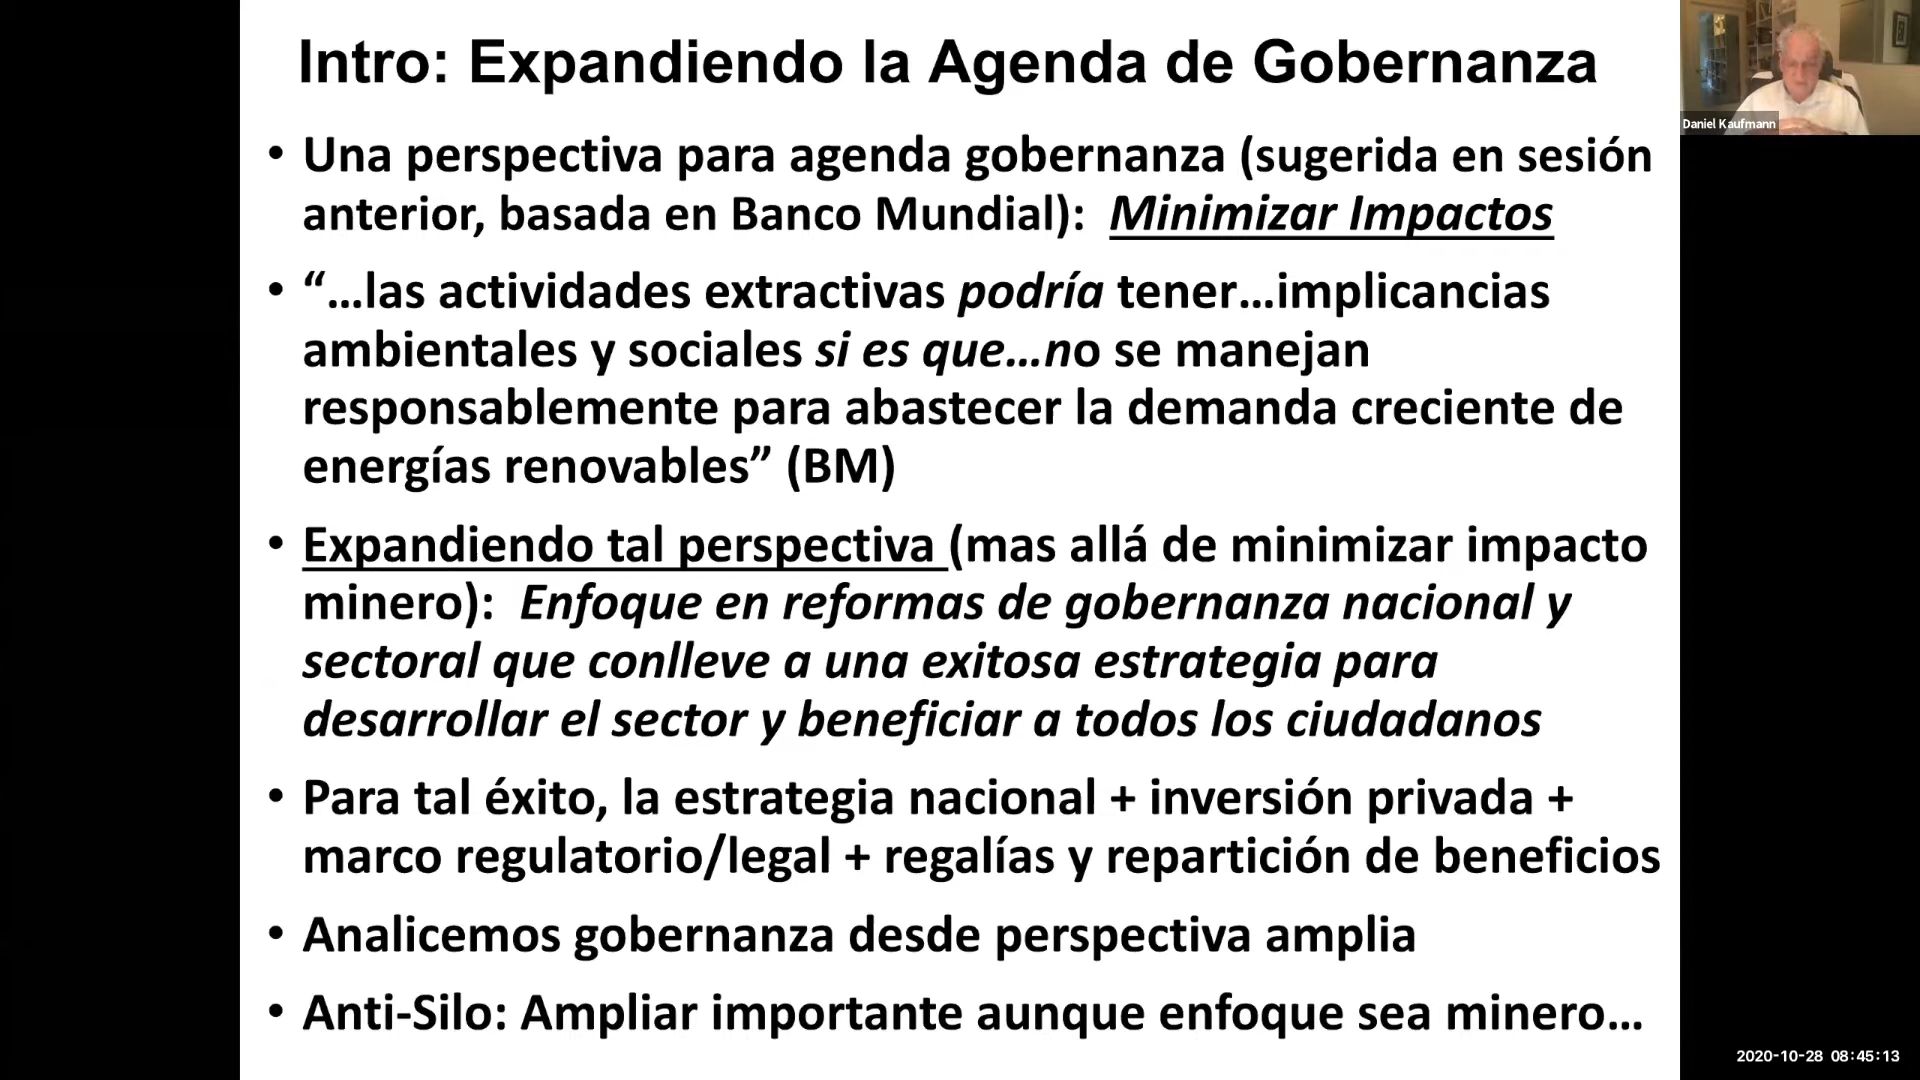 Intro: Expandiendo la Agenda de Gobernanza
• Una perspectiva para agenda gobernanza (sugerida en sesión
anterior, basada en Banco Mundial): Minimizar Impactos
• “…las actividades extractivas podría tener…implicancias
ambientales y sociales si es que…no se manejan
responsablemente para abastecer la demanda creciente de
energías renovables” (BM)
• Expandiendo tal perspectiva (mas allá de minimizar impacto
minero): Enfoque en reformas de gobernanza nacional y
sectoral que conlleve a una exitosa estrategia para
desarrollar el sector y beneficiar a todos los ciudadanos
• Para tal éxito, la estrategia nacional + inversión privada +
marco regulatorio/legal + regalías y repartición de beneficios
• Analicemos gobernanza desde perspectiva amplia
• Anti-Silo: Ampliar importante aunque enfoque sea minero…
Daniel Kaufmann
2020-10-28 08:45:13